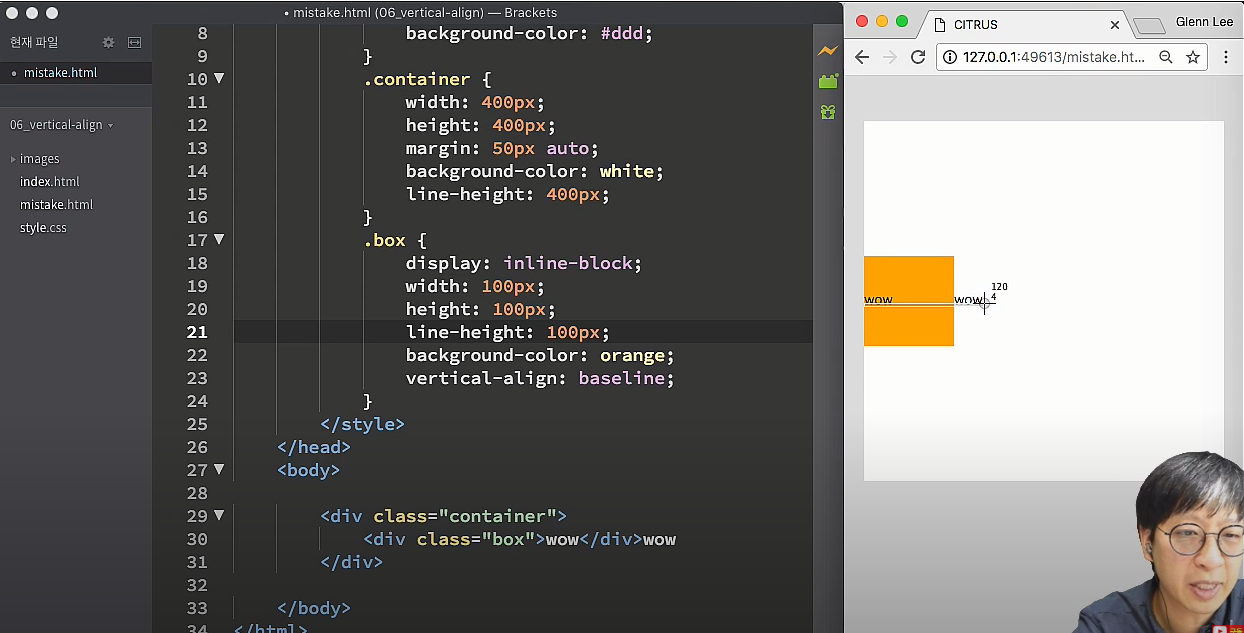 • mistake.html (06_vertical-align) — Brackets
현재 파일
• mistake.html
06_vertical-align
images
index.html
mistake.html
style.css
8 background-color: #ddd;
9 }
10 .container {
11 width: 400px;
12 height: 400px;
13 margin: 50px auto;
14 background-color: white;
15 line-height: 400px;
16 }
17 .box {
18 display: inline-block;
19 width: 100px;
20 height: 100px;
21 line-height: 100px;
22 background-color: orange;
23 vertical-align: baseline;
24 }
25 </style>
26 </head>
27 <body>
28
29 <div class="container">
30 <div class="box">wow</div>wow
31 </div>
32
33 </body>
34 </html>
CITRUS
Glenn Lee
127.0.0.1:49613/mistake.ht...
wow wow
120
4